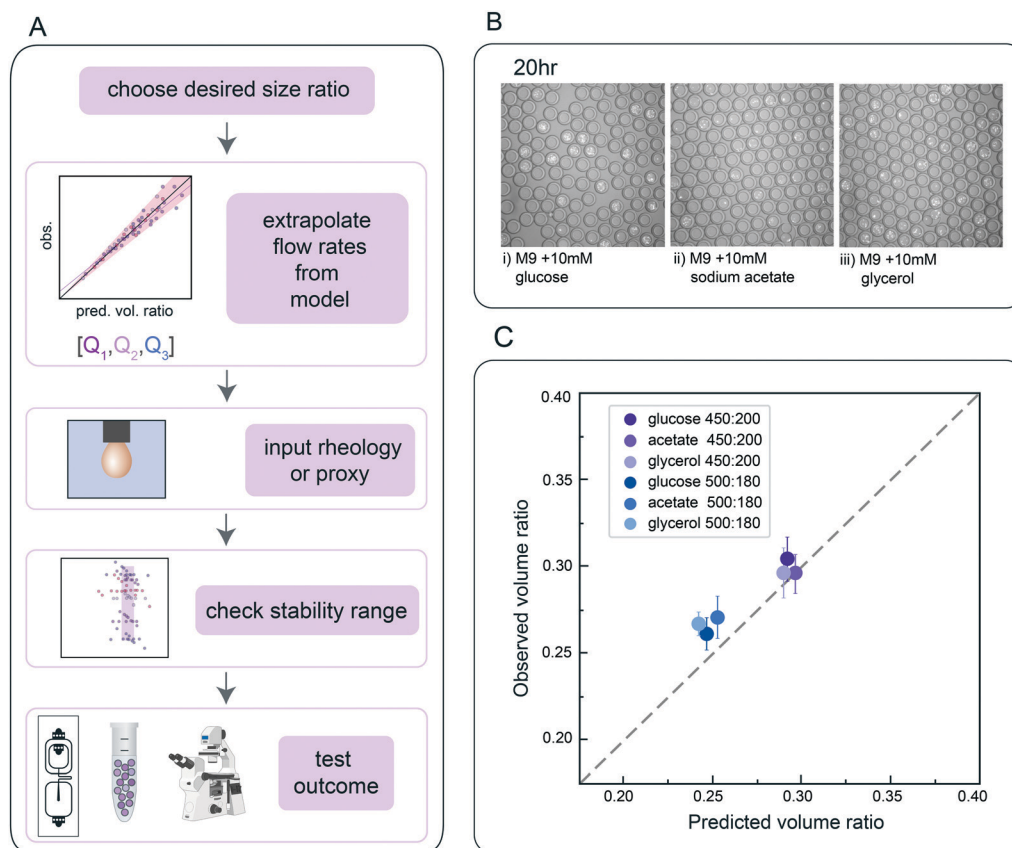 A
choose desired size ratio
obs.
pred. vol. ratio
[Q1,Q2,Q3]
extrapolate
flow rates
from
model
input rheology
or proxy
check stability range
test
outcome
B
20hr
i) M9 +10mM
glucose
ii) M9 +10mM
sodium acetate
iii) M9 +10mM
glycerol
C
Observed volume ratio
0.40
0.35
0.30
0.25
0.20
glucose 450:200
acetate 450:200
glycerol 450:200
glucose 500:180
acetate 500:180
glycerol 500:180
0.20
0.25
0.30
0.35
0.40
Predicted volume ratio